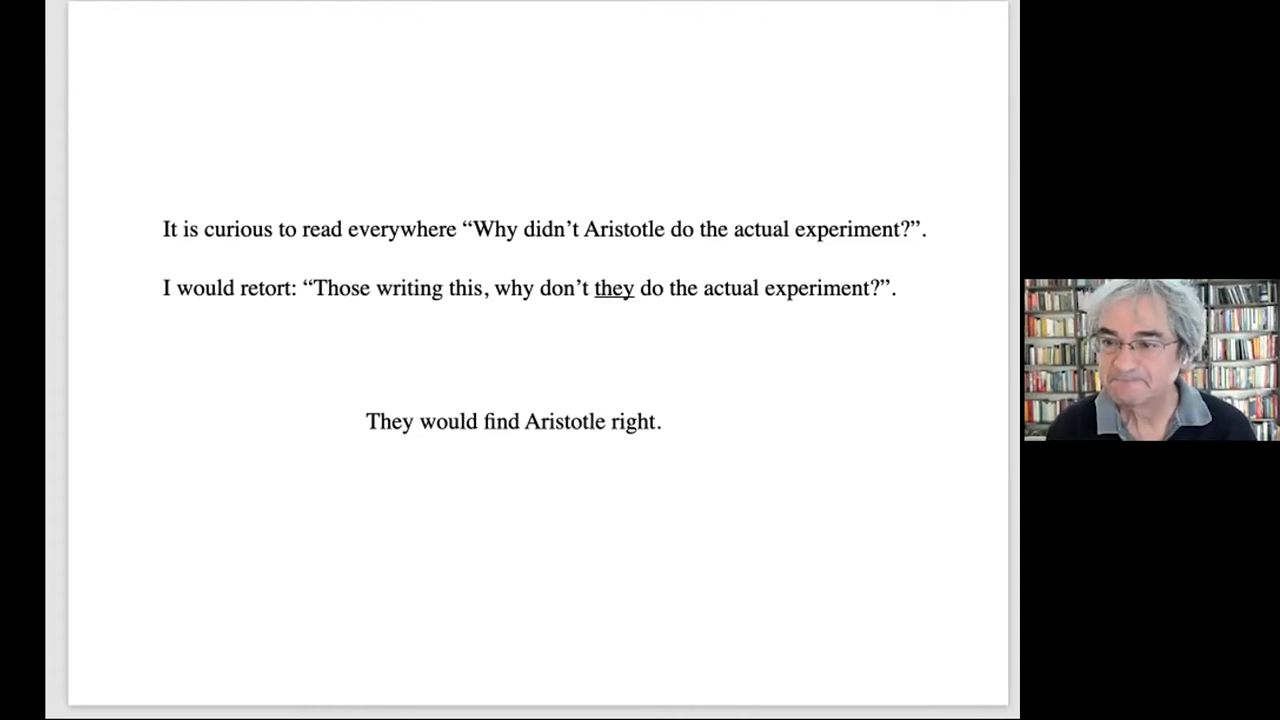 It is curious to read everywhere “Why didn’t Aristotle do the actual experiment?”.
I would retort: “Those writing this, why don’t they do the actual experiment?”.
They would find Aristotle right.